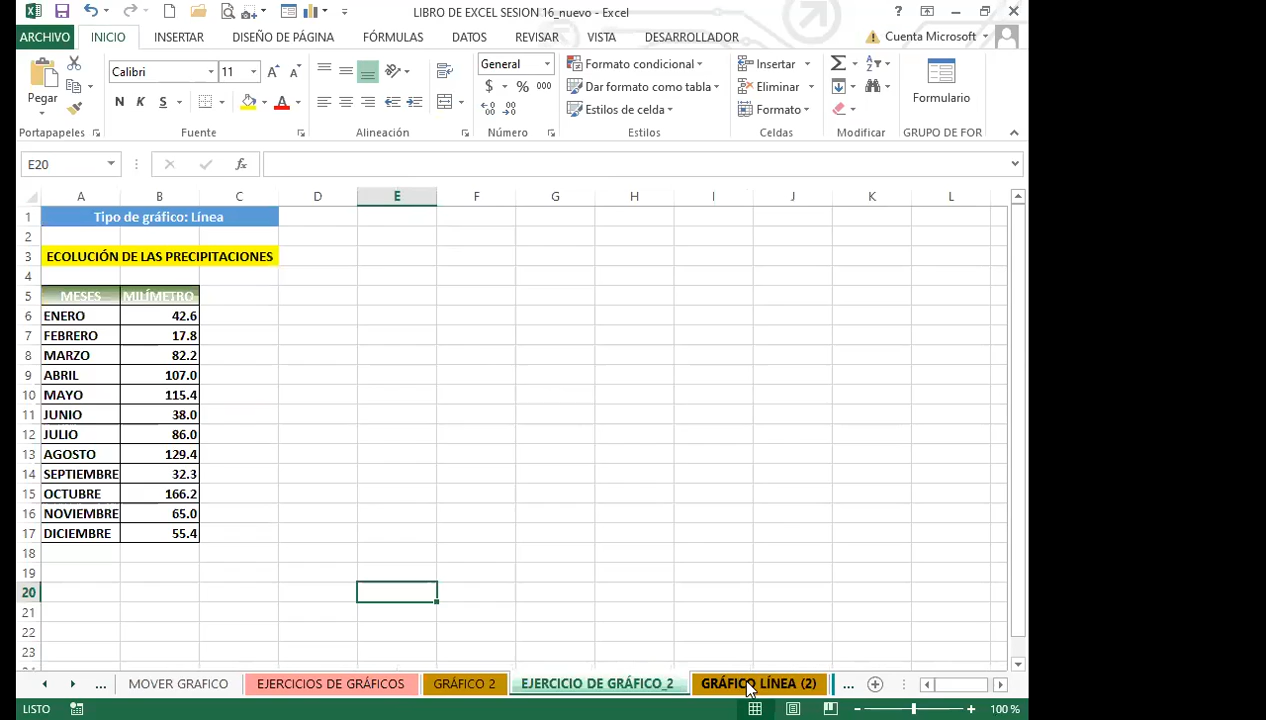 LIBRO DE EXCEL SESION 16_nuevo - Excel
ARCHIVO INICIO INSERTAR DISEÑO DE PÁGINA FÓRMULAS DATOS REVISAR VISTA DESARROLLADOR Cuenta Microsoft
Pegar
Calibri 11
N K S
General
$ % 000
Formato condicional
Dar formato como tabla
Estilos de celda
Insertar
Eliminar
Formato
Formulario
Portapapeles Fuente Alineación Número Estilos Celdas Modificar GRUPO DE FOR
E20 fx
A B C D E F G H I J K L
1 Tipo de gráfico: Línea
2
3 ECOLUCIÓN DE LAS PRECIPITACIONES
4
5 MESES MILÍMETRO
6 ENERO 42.6
7 FEBRERO 17.8
8 MARZO 82.2
9 ABRIL 107.0
10 MAYO 115.4
11 JUNIO 38.0
12 JULIO 86.0
13 AGOSTO 129.4
14 SEPTIEMBRE 32.3
15 OCTUBRE 166.2
16 NOVIEMBRE 65.0
17 DICIEMBRE 55.4
18
19
20
21
22
23
... MOVER GRAFICO EJERCICIOS DE GRÁFICOS GRÁFICO 2 EJERCICIO DE GRÁFICO_2 GRÁFICO LÍNEA (2) ...
LISTO 100 %